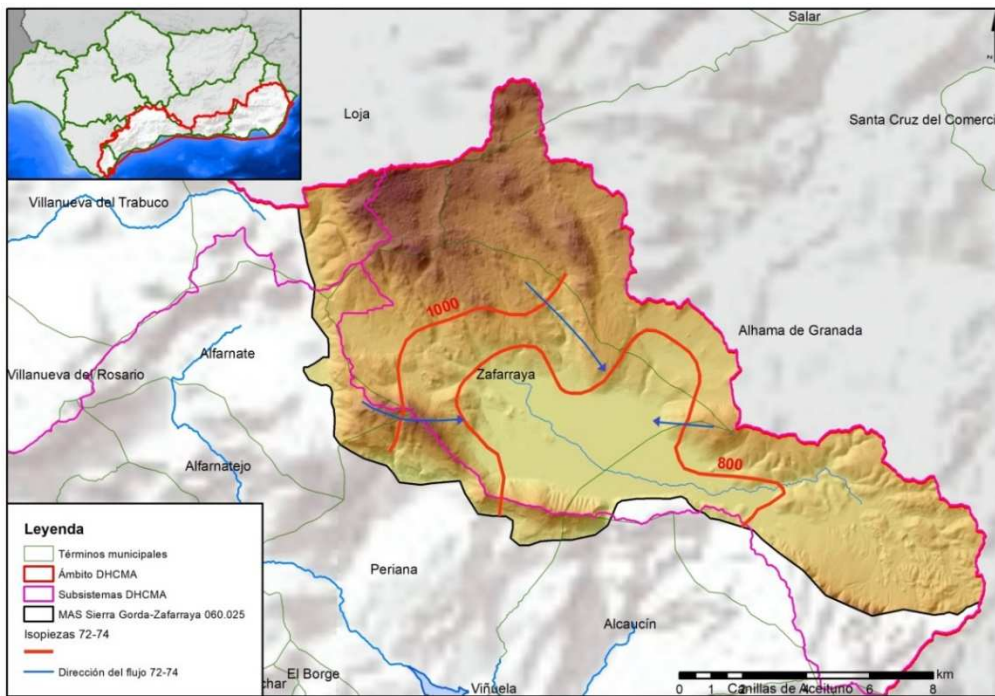 Salar
N
Loja
Santa Cruz del Comerci
Villanueva del Trabuco
1000
Alhama de Granada
Alfarnate
Villanueva del Rosario
Zafarraya
Alfarnatejo
800
Leyenda
Términos municipales
Ámbito DHCMA
Subsistemas DHCMA
MAS Sierra Gorda-Zafarraya 060.025
Isopiezas 72-74
Dirección del flujo 72-74
Periana
Alcaucín
El Borge
char
Viñuela
Canillas de Aceituno
km
0 1 2 4 6 8